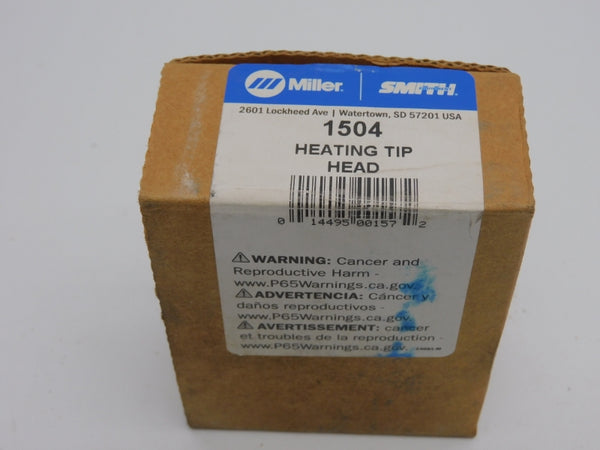 Miller. SMITH.
2601 Lockheed Ave | Watertown, SD 57201 USA
1504
HEATING TIP
HEAD
0 14495 00157 2
WARNING: Cancer and
Reproductive Harm -
www.P65Warnings.ca.gov.
ADVERTENCIA: Cáncer y
daños reproductivos -
www.P65Warnings.ca.gov.
AVERTISSEMENT: cancer
et troubles de la reproduction -
www.P65Warnings.ca.gov.